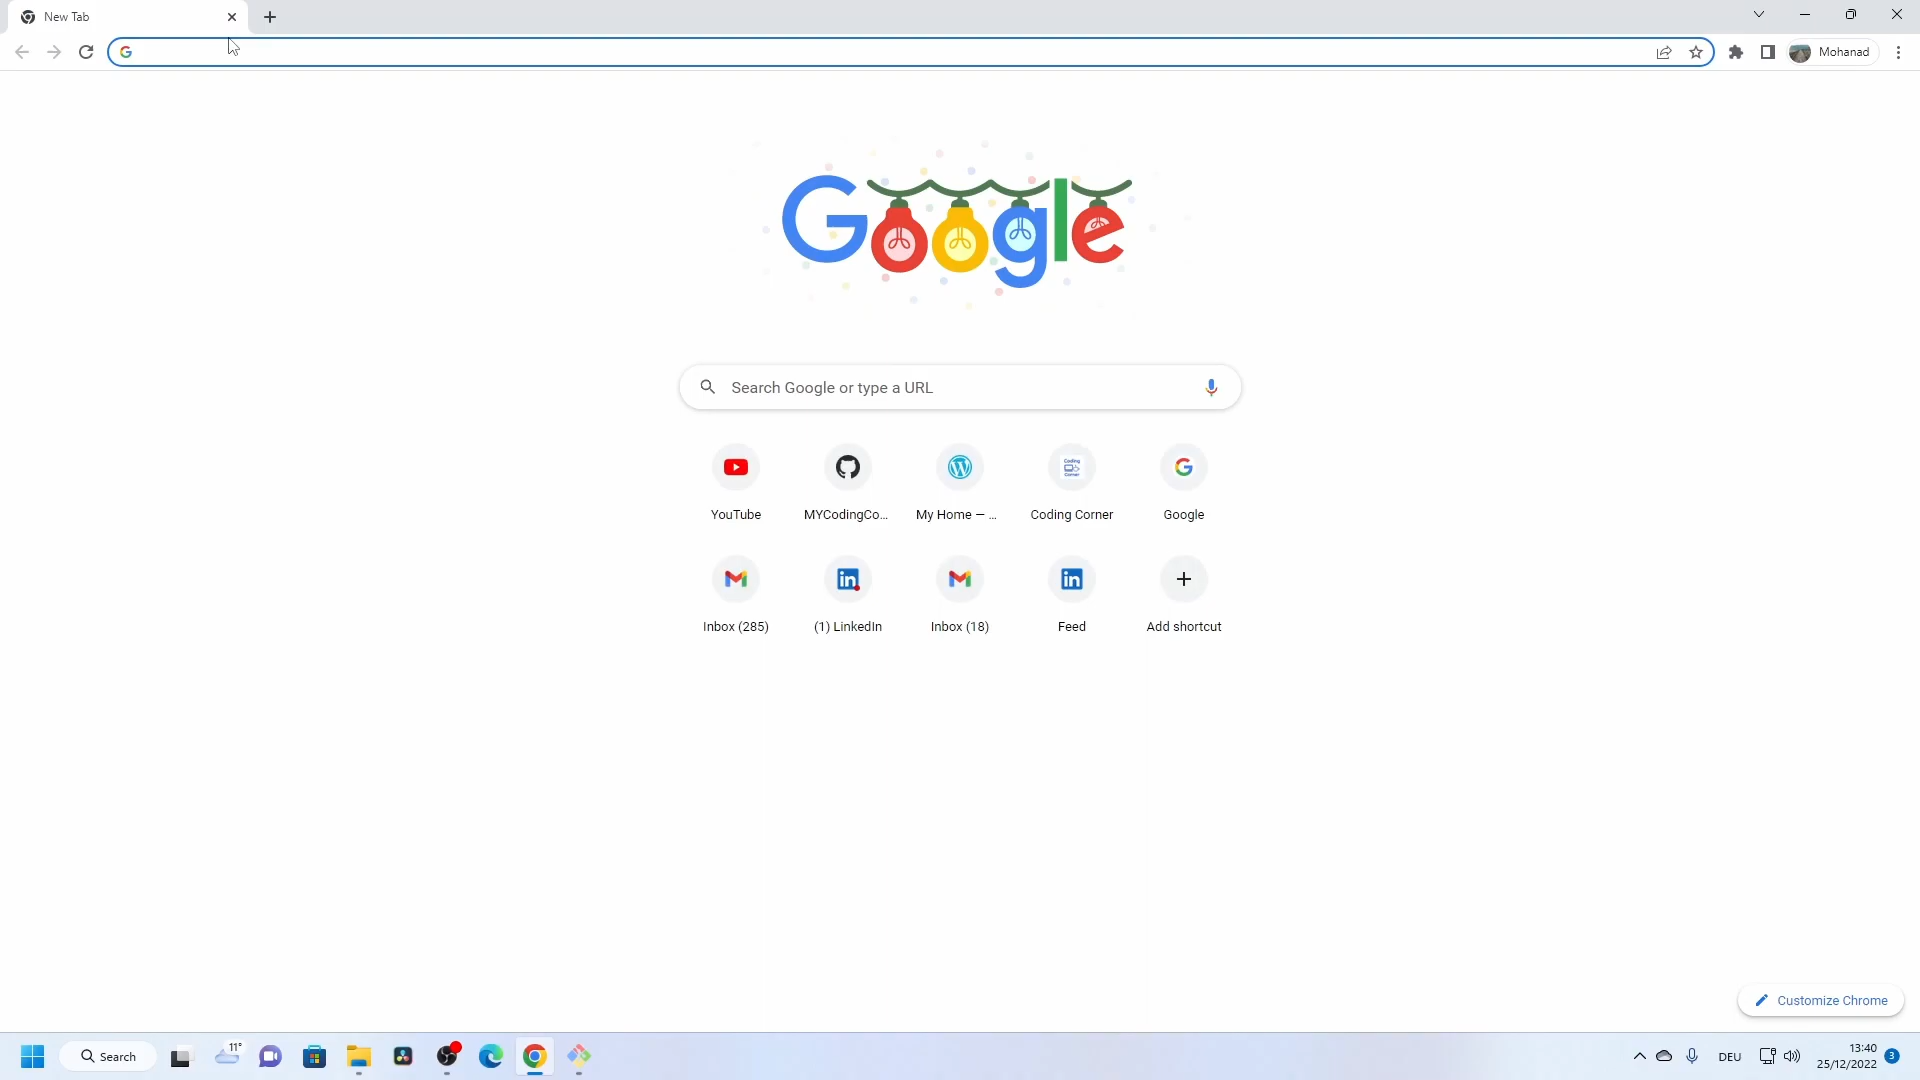 New Tab
Mohanad
Google
Search Google or type a URL
YouTube
MYCodingCo...
My Home — ...
Coding Corner
Google
Inbox (285)
(1) LinkedIn
Inbox (18)
Feed
Add shortcut
Customize Chrome
Search
11°
DEU
13:40
25/12/2022
3